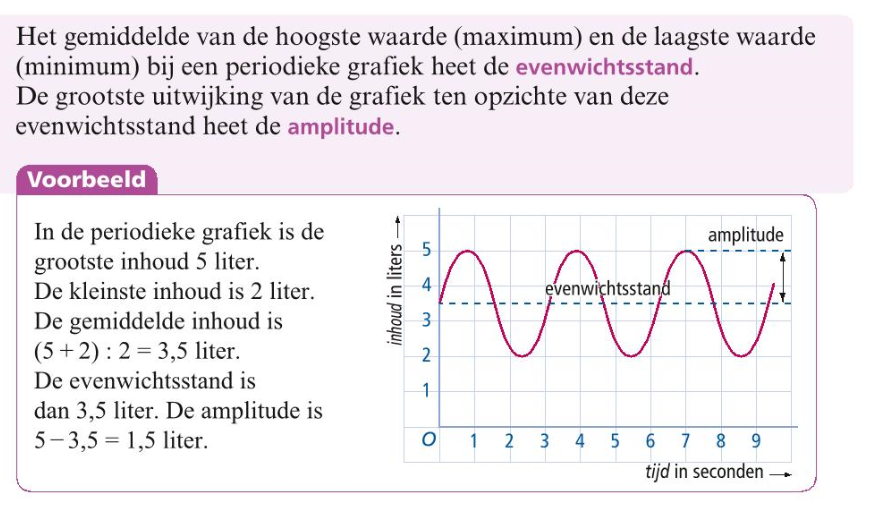 Het gemiddelde van de hoogste waarde (maximum) en de laagste waarde
(minimum) bij een periodieke grafiek heet de evenwichtsstand.
De grootste uitwijking van de grafiek ten opzichte van deze
evenwichtsstand heet de amplitude.
Voorbeeld
In de periodieke grafiek is de
grootste inhoud 5 liter.
De kleinste inhoud is 2 liter.
De gemiddelde inhoud is
(5 + 2) : 2 = 3,5 liter.
De evenwichtsstand is
dan 3,5 liter. De amplitude is
5 − 3,5 = 1,5 liter.
inhoud in liters
amplitude
evenwichtsstand
5
4
3
2
1
O 1 2 3 4 5 6 7 8 9
tijd in seconden